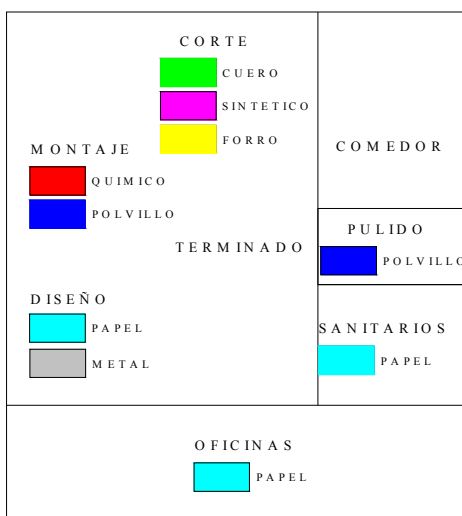 CORTE
CUERO
SINTETICO
FORRO
COMEDOR
MONTAJE
QUIMICO
POLVILLO
PULIDO
POLVILLO
TERMINADO
DISEÑO
PAPEL
METAL
SANITARIOS
PAPEL
OFICINAS
PAPEL